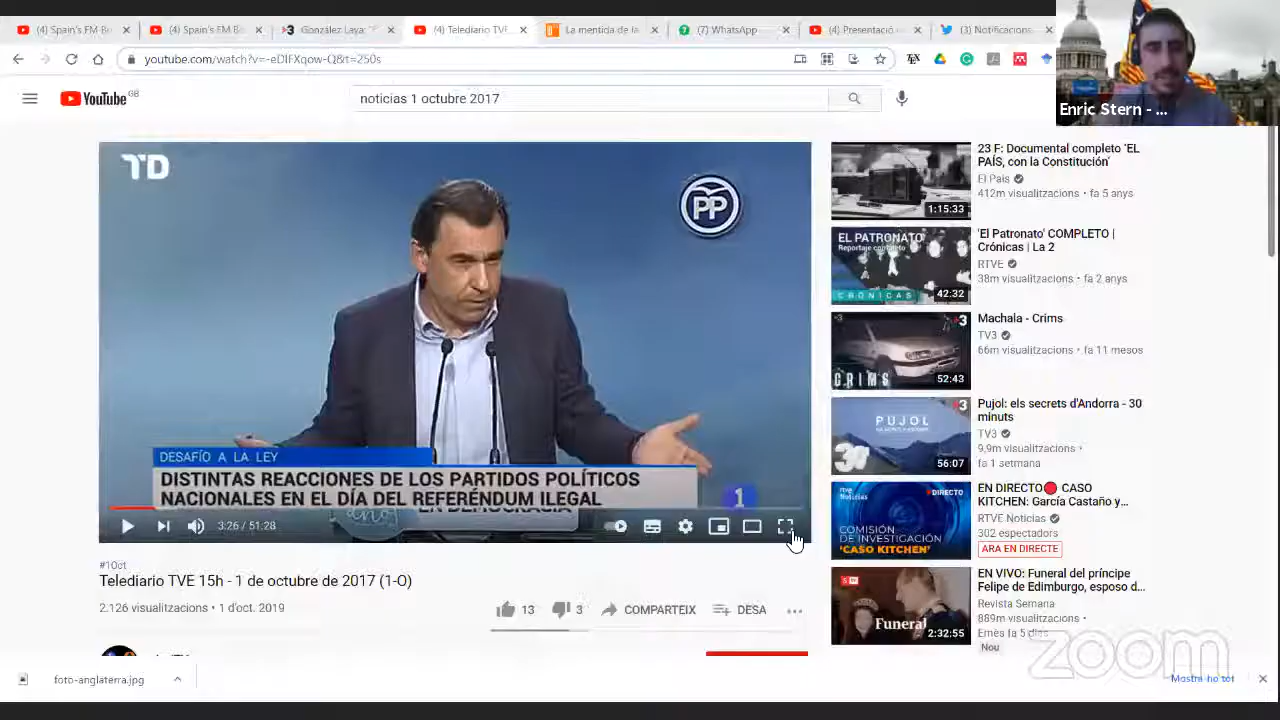 (4) Spain's FM B
(4) Spain's FM B
González La
(4) Telediario TVE
La mentida de l
(7) WhatsApp
(4) Presentació
(3) Notificacions
YouTube GB
noticias 1 octubre 2017
Enric Stern - ...
TD
PP
DESAFÍO A LA LEY
DISTINTAS REACCIONES DE LOS PARTIDOS POLÍTICOS
NACIONALES EN EL DÍA DEL REFERÉNDUM ILEGAL
1
3:26 / 51:28
#1Oct
Telediario TVE 15h - 1 de octubre de 2017 (1-O)
2.126 visualitzacions • 1 d'oct. 2019
13
3
COMPARTEIX
DESA
23 F: Documental completo 'EL
PAÍS, con la Constitución'
El País
412m visualitzacions • fa 5 anys
1:15:33
'El Patronato' COMPLETO |
Crónicas | La 2
RTVE
38m visualitzacions • fa 2 anys
EL PATRONATO
Reportaje completo
CRÓNICAS
42:32
Machala - Crims
TV3
66m visualitzacions • fa 11 mesos
CRIMS
52:43
Pujol: els secrets d'Andorra - 30
minuts
TV3
9,9m visualitzacions •
fa 1 setmana
PUJOL
56:07
EN DIRECTO🔴 CASO
KITCHEN: García Castaño y...
RTVE Noticias
302 espectadors
ARA EN DIRECTE
rtve
Noticias
DIRECTO
COMISIÓN
DE INVESTIGACIÓN
'CASO KITCHEN'
EN VIVO: Funeral del príncipe
Felipe de Edimburgo, esposo d...
Revista Semana
889m visualitzacions •
Emès fa 5 dies
Nou
Funeral
2:32:55
foto-anglaterra.jpg
Mostra-ho tot
zoom